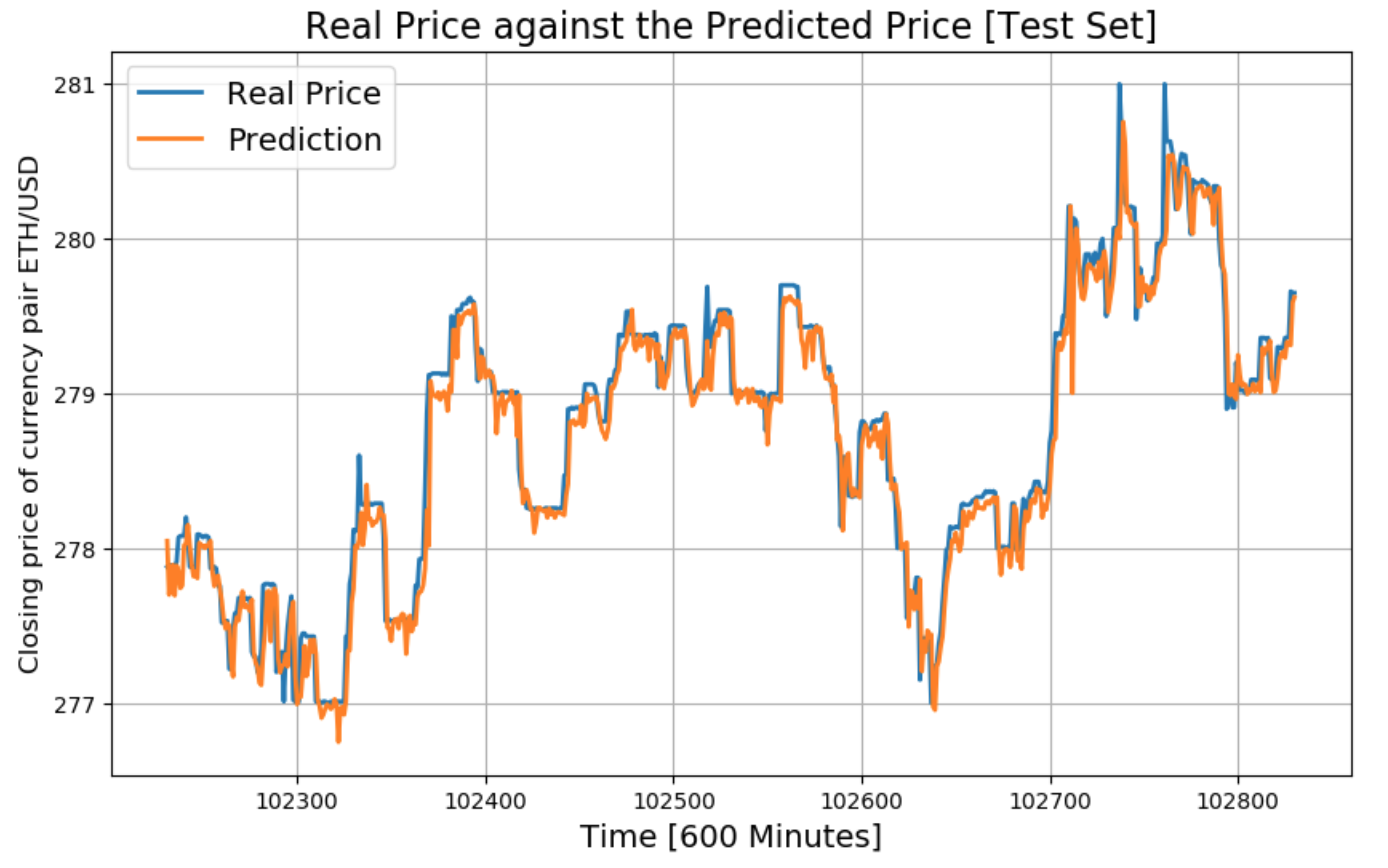 Real Price against the Predicted Price [Test Set]
Real Price
Prediction
Closing price of currency pair ETH/USD
281
280
279
278
277
102300 102400 102500 102600 102700 102800
Time [600 Minutes]